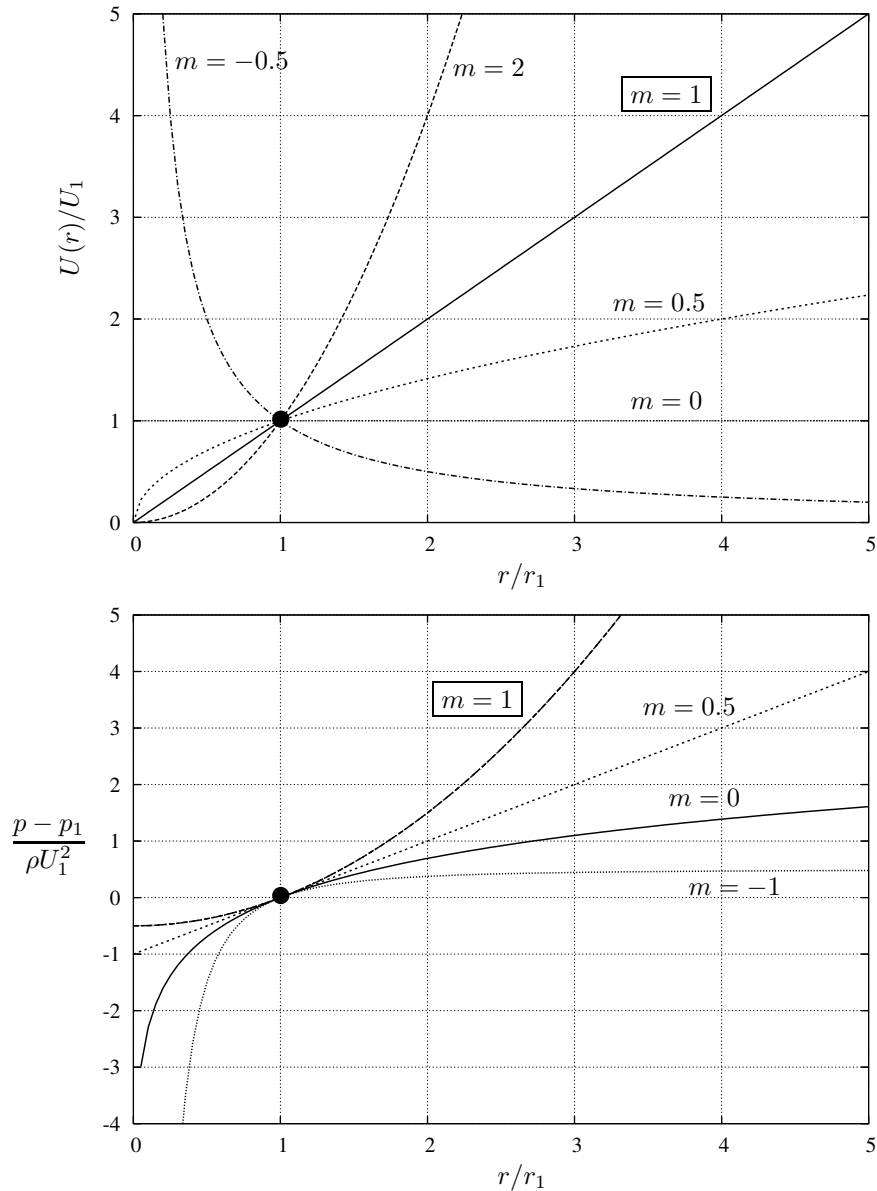 5
m = −0.5
m = 2
4
m = 1
U(r)/U₁
3
m = 0.5
2
m = 0
1
0
0 1 2 3 4 5
r/r₁
5
4
m = 1
m = 0.5
3
2
m = 0
1
p − p₁
ρU₁²
0
m = −1
-1
-2
-3
-4
0 1 2 3 4 5
r/r₁